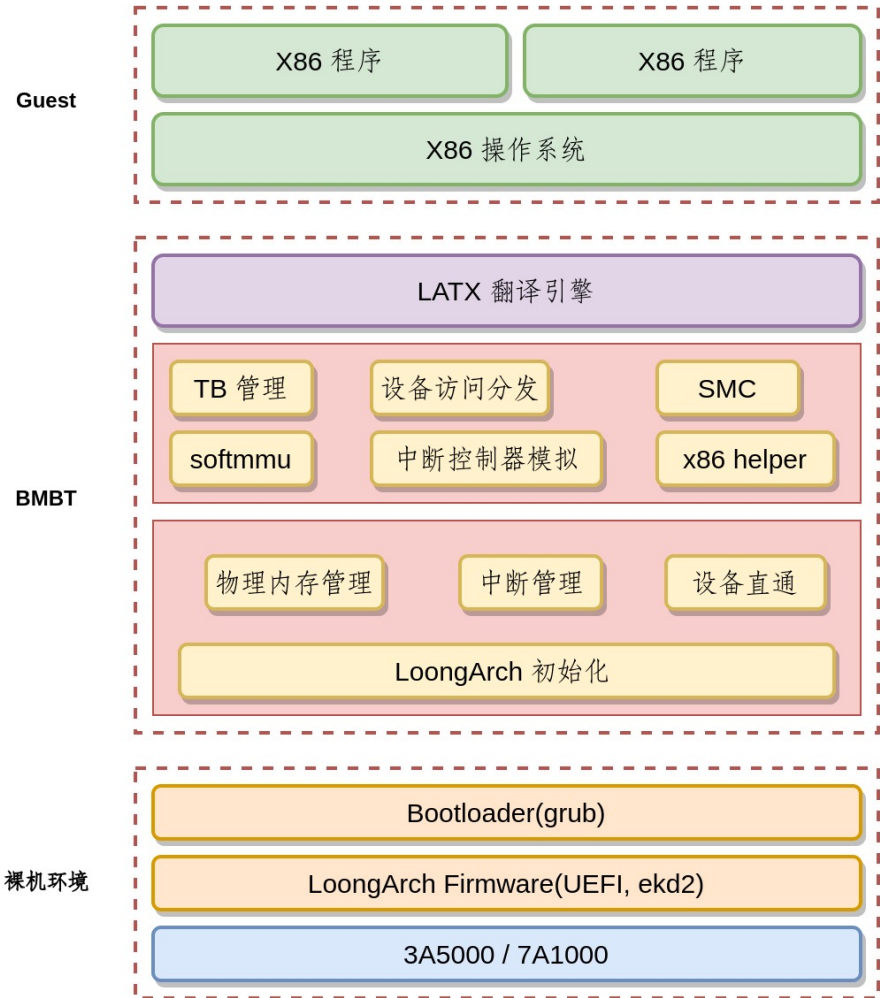 X86 程序
X86 程序
Guest
X86 操作系统
LATX 翻译引擎
TB 管理
设备访问分发
SMC
softmmu
中断控制器模拟
x86 helper
BMBT
物理内存管理
中断管理
设备直通
LoongArch 初始化
Bootloader(grub)
裸机环境
LoongArch Firmware(UEFI, ekd2)
3A5000 / 7A1000